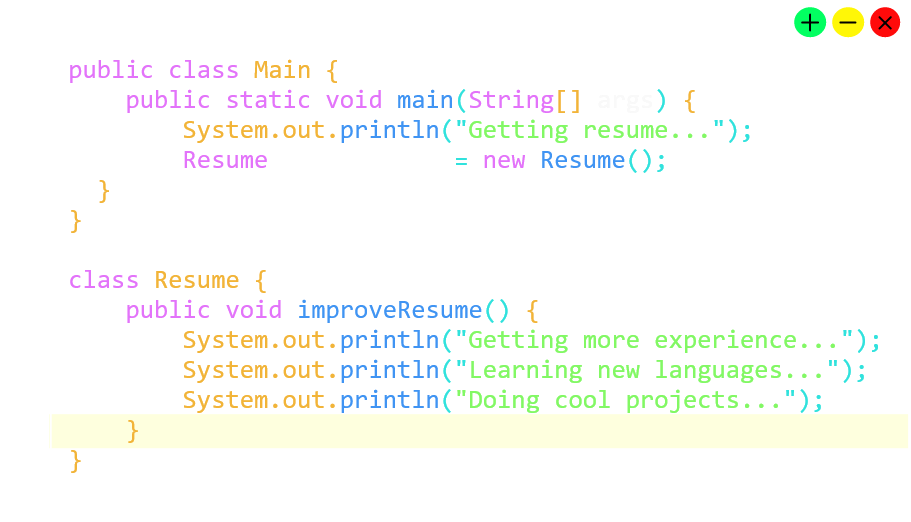 public class Main {
    public static void main(String[] args) {
        System.out.println("Getting resume...");
        Resume             = new Resume();
  }
}

class Resume {
    public void improveResume() {
        System.out.println("Getting more experience...");
        System.out.println("Learning new languages...");
        System.out.println("Doing cool projects...");
    }
}